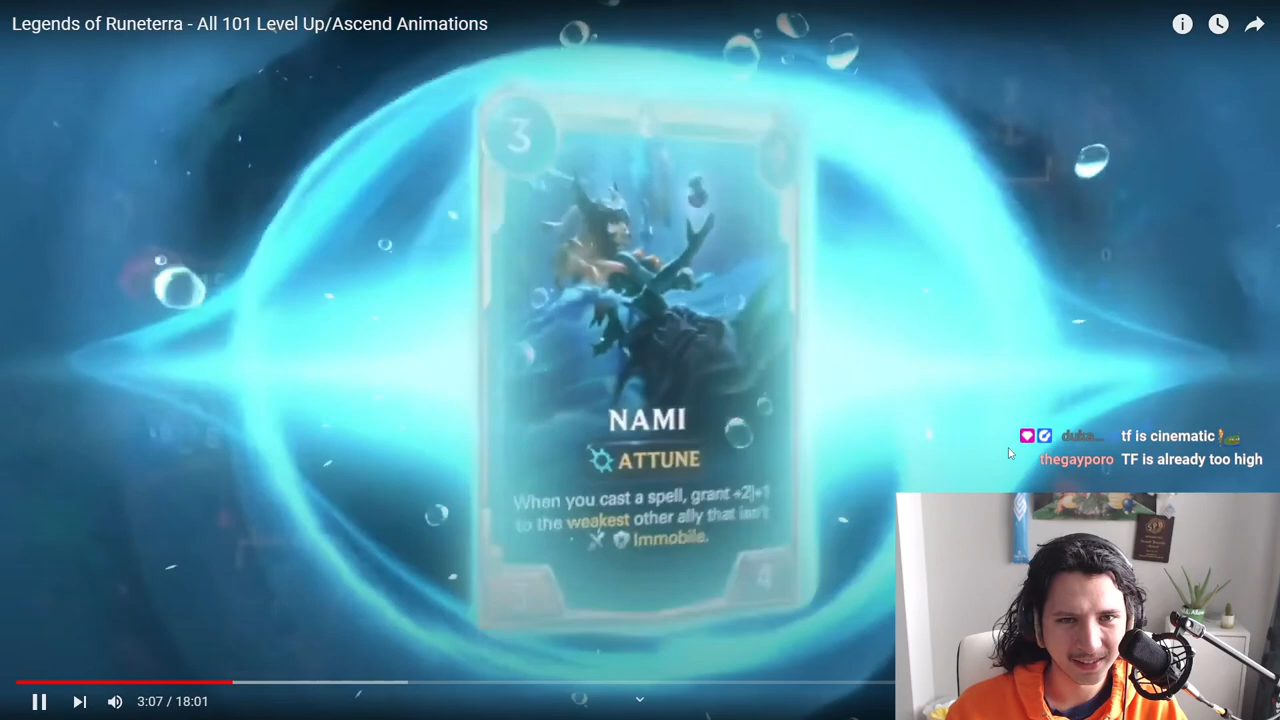 Legends of Runeterra - All 101 Level Up/Ascend Animations
3
NAMI
ATTUNE
When you cast a spell, grant +2|+1
to the weakest other ally that isn't
Immobile.
4
duka... tf is cinematic
thegayporo TF is already too high
3:07 / 18:01